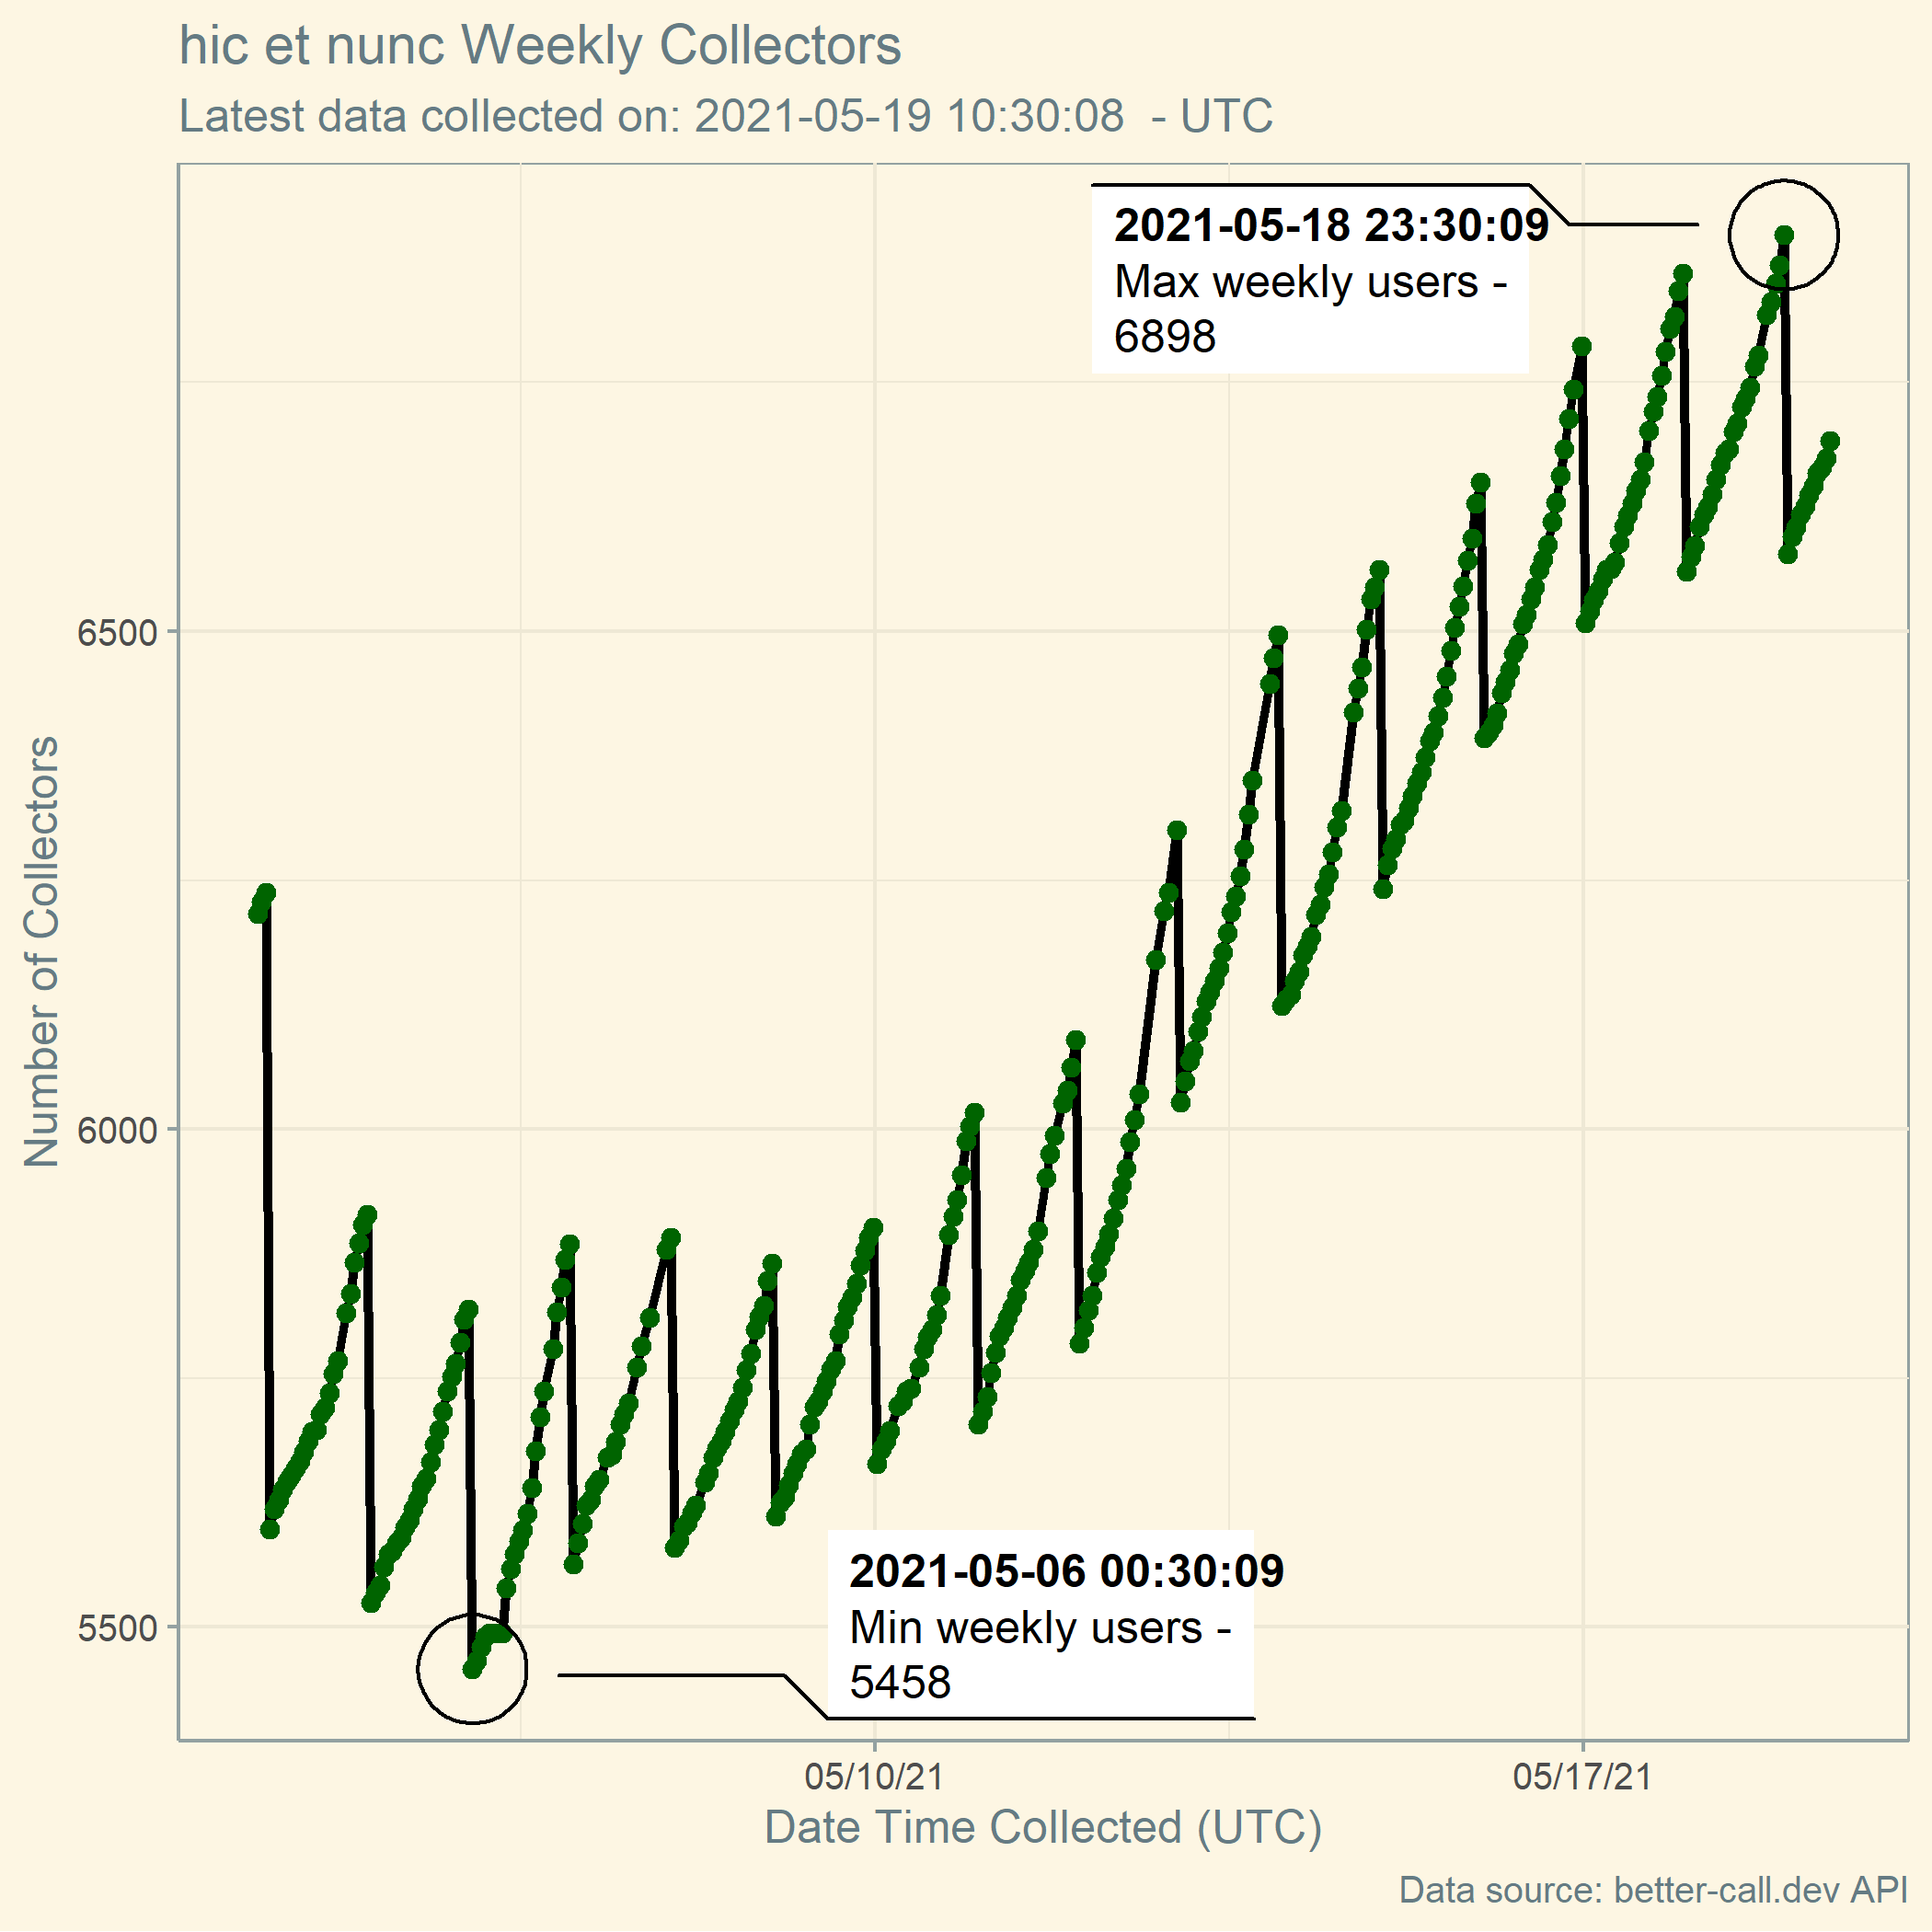 hic et nunc Weekly Collectors
Latest data collected on: 2021-05-19 10:30:08  - UTC
2021-05-18 23:30:09
Max weekly users -
6898
Number of Collectors
6500
6000
5500
2021-05-06 00:30:09
Min weekly users -
5458
05/10/21
05/17/21
Date Time Collected (UTC)
Data source: better-call.dev API